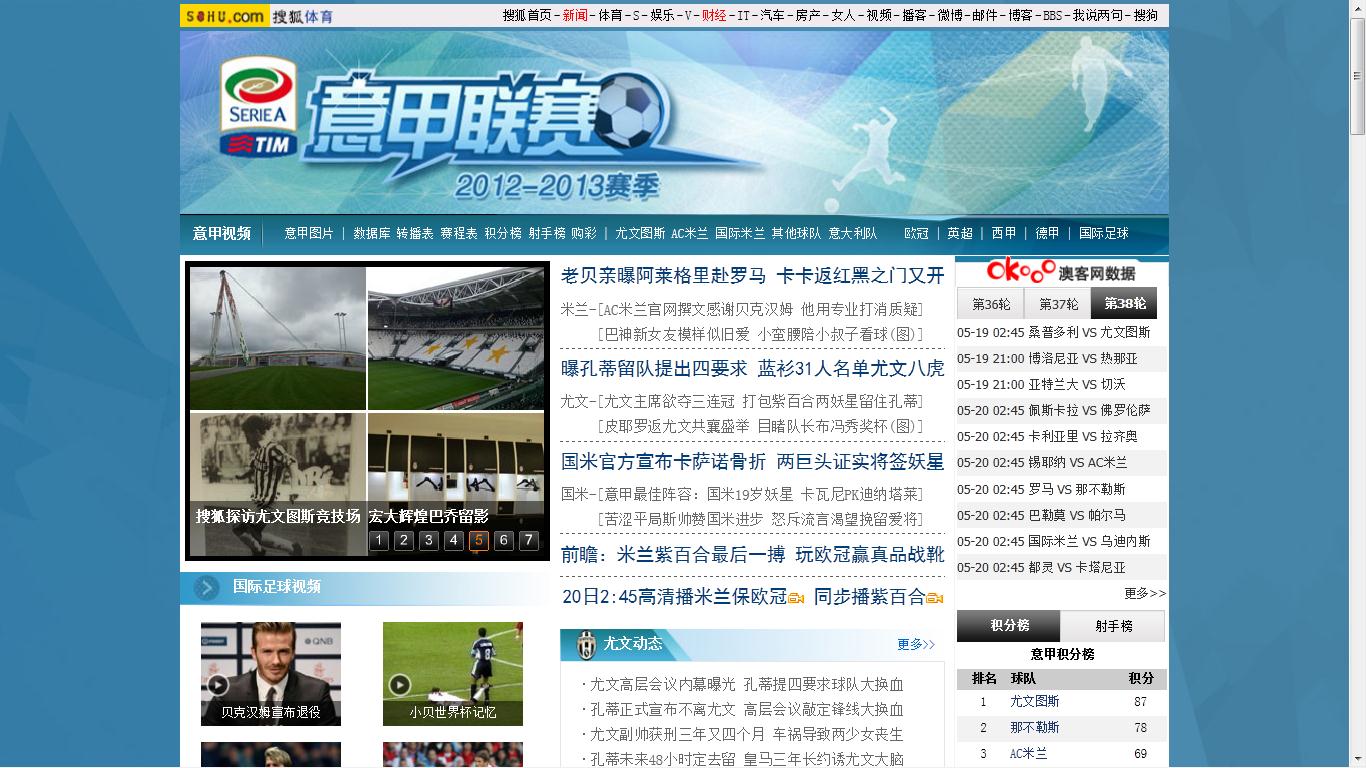 SOHU.com 搜狐体育
搜狐首页-新闻-体育-S-娱乐-V-财经-IT-汽车-房产-女人-视频-播客-微博-邮件-博客-BBS-我说两句-搜狗
SERIE A
TIM
意甲联赛
2012-2013赛季
意甲视频 意甲图片 | 数据库 转播表 赛程表 积分榜 射手榜 购彩 | 尤文图斯 AC米兰 国际米兰 其他球队 意大利队 欧冠 | 英超 | 西甲 | 德甲 | 国际足球
搜狐探访尤文图斯竞技场 宏大辉煌巴乔留影
1 2 3 4 5 6 7
国际足球视频
QNB
贝克汉姆宣布退役
小贝世界杯记忆
老贝亲曝阿莱格里赴罗马 卡卡返红黑之门又开
米兰-[AC米兰官网撰文感谢贝克汉姆 他用专业打消质疑]
[巴神新女友模样似旧爱 小蛮腰陪小叔子看球(图)]
曝孔蒂留队提出四要求 蓝衫31人名单尤文八虎
尤文-[尤文主席欲夺三连冠 打包紫百合两妖星留住孔蒂]
[皮耶罗返尤文共襄盛举 目睹队长布冯秀奖杯(图)]
国米官方宣布卡萨诺骨折 两巨头证实将签妖星
国米-[意甲最佳阵容：国米19岁妖星 卡瓦尼PK迪纳塔莱]
[苦涩平局斯帅赞国米进步 怒斥流言渴望挽留爱将]
前瞻：米兰紫百合最后一搏 玩欧冠赢真品战靴
20日2:45高清播米兰保欧冠 同步播紫百合
尤文动态
更多>>
·尤文高层会议内幕曝光 孔蒂提四要求球队大换血
·孔蒂正式宣布不离尤文 高层会议敲定锋线大换血
·尤文副帅获刑三年又四个月 车祸导致两少女丧生
·孔蒂未来48小时定去留 皇马三年长约诱尤文大脑
okooo 澳客网数据
第36轮 第37轮 第38轮
05-19 02:45 桑普多利 VS 尤文图斯
05-19 21:00 博洛尼亚 VS 热那亚
05-19 21:00 亚特兰大 VS 切沃
05-20 02:45 佩斯卡拉 VS 佛罗伦萨
05-20 02:45 卡利亚里 VS 拉齐奥
05-20 02:45 锡耶纳 VS AC米兰
05-20 02:45 罗马 VS 那不勒斯
05-20 02:45 巴勒莫 VS 帕尔马
05-20 02:45 国际米兰 VS 乌迪内斯
05-20 02:45 都灵 VS 卡塔尼亚
更多>>
积分榜 射手榜
意甲积分榜
排名 球队 积分
1 尤文图斯 87
2 那不勒斯 78
3 AC米兰 69